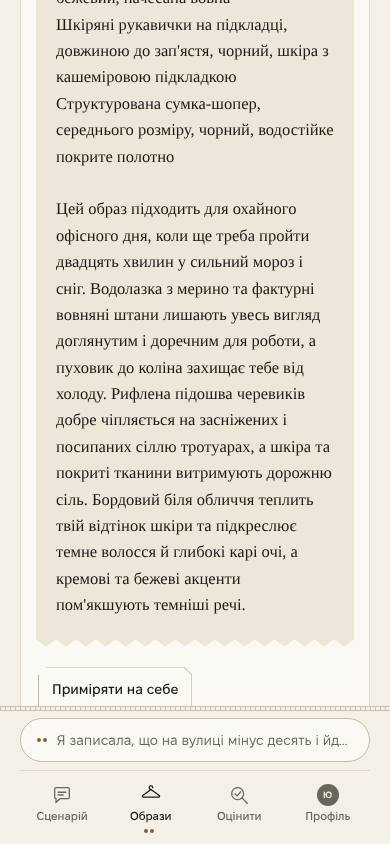 бежевий, начесана вовна
Шкіряні рукавички на підкладці,
довжиною до зап'ястя, чорний, шкіра з
кашеміровою підкладкою
Структурована сумка-шопер,
середнього розміру, чорний, водостійке
покрите полотно
Цей образ підходить для охайного
офісного дня, коли ще треба пройти
двадцять хвилин у сильний мороз і
сніг. Водолазка з мерино та фактурні
вовняні штани лишають увесь вигляд
доглянутим і доречним для роботи, а
пуховик до коліна захищає тебе від
холоду. Рифлена підошва черевиків
добре чіпляється на засніжених і
посипаних сіллю тротуарах, а шкіра та
покриті тканини витримують дорожню
сіль. Бордовий біля обличчя теплить
твій відтінок шкіри та підкреслює
темне волосся й глибокі карі очі, а
кремові та бежеві акценти
пом'якшують темніші речі.
Приміряти на себе
Я записала, що на вулиці мінус десять і йд...
Сценарій
Образи
Оцінити
Ю
Профіль